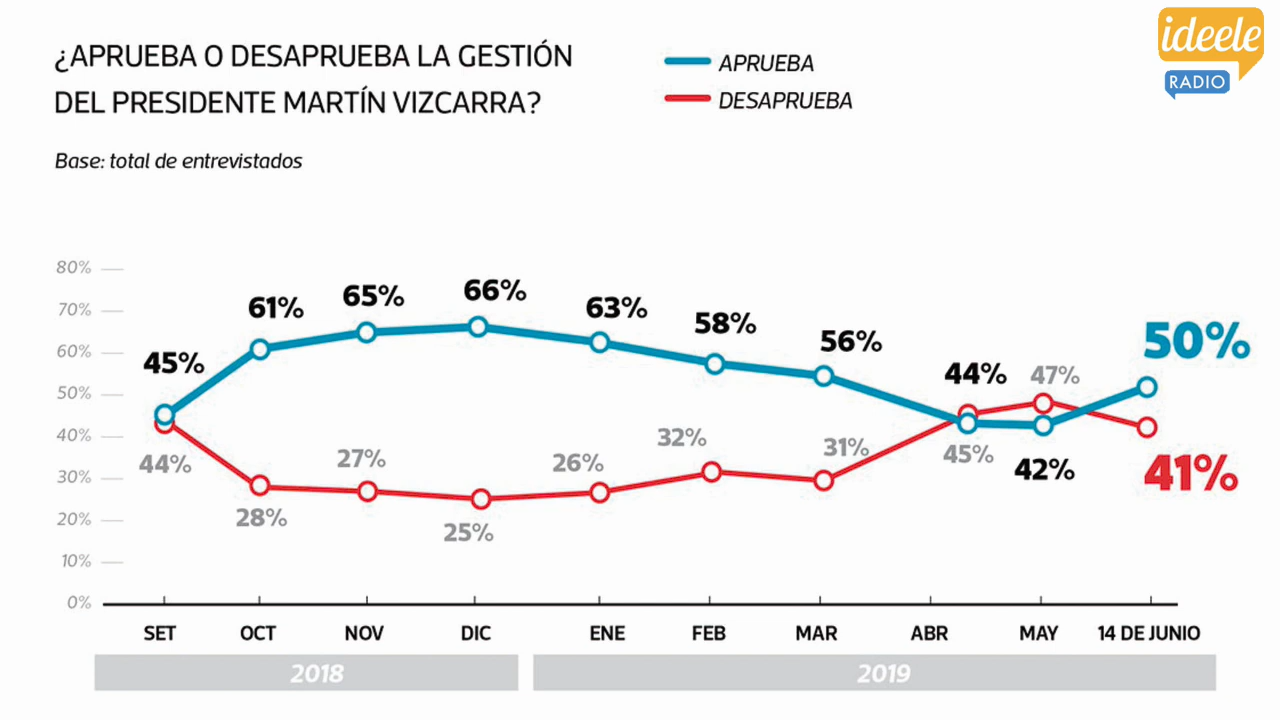 ¿APRUEBA O DESAPRUEBA LA GESTIÓN
DEL PRESIDENTE MARTÍN VIZCARRA?
Base: total de entrevistados
APRUEBA
DESAPRUEBA
ideele
RADIO
80%
70%
60%
50%
40%
30%
20%
10%
0%
45%
61%
65%
66%
63%
58%
56%
44%
42%
50%
44%
28%
27%
25%
26%
32%
31%
45%
47%
41%
SET
OCT
NOV
DIC
ENE
FEB
MAR
ABR
MAY
14 DE JUNIO
2018
2019